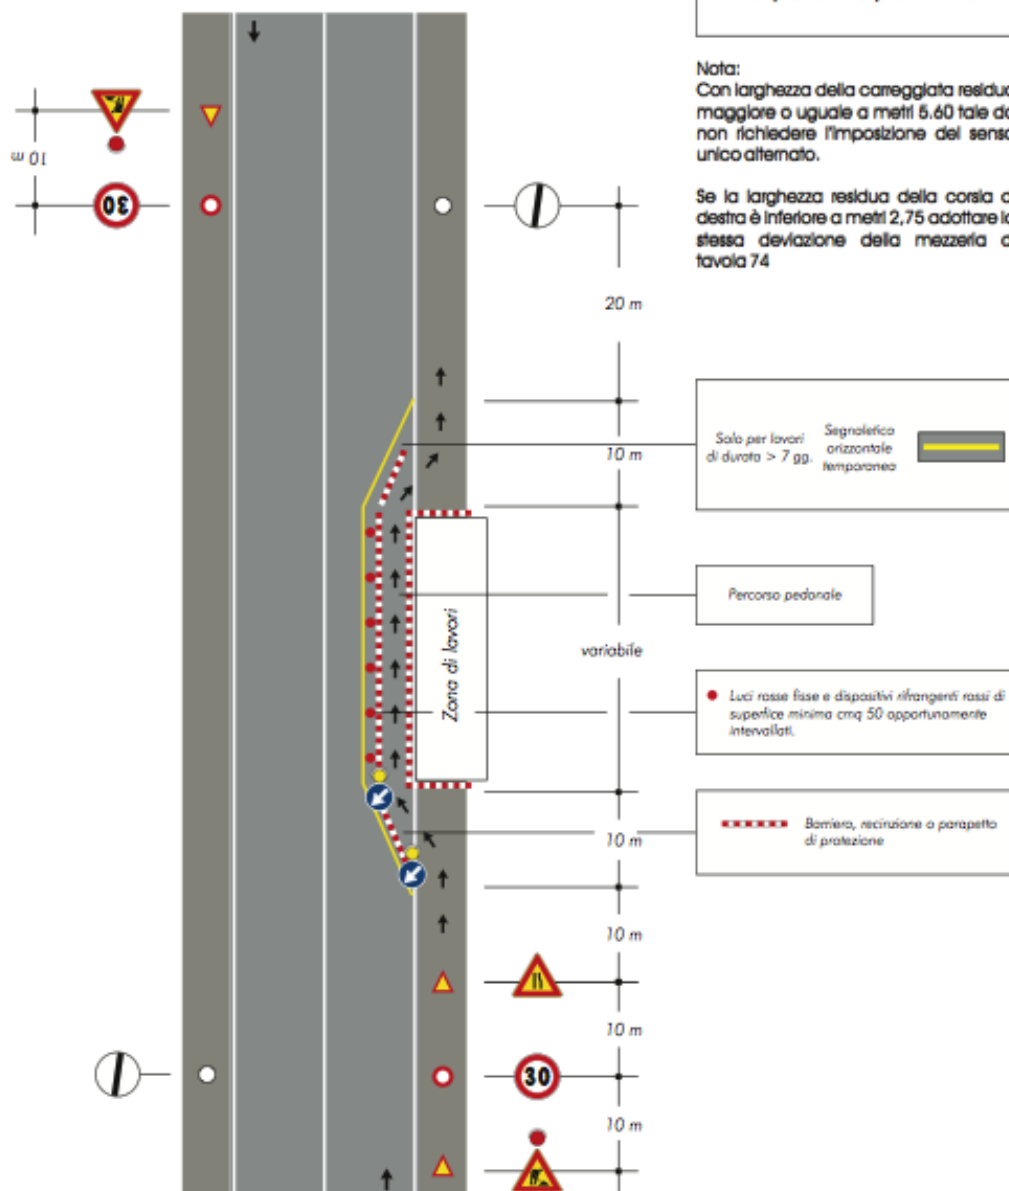 Nota:
Con larghezza della carreggiata residua
maggiore o uguale a metri 5.60 tale da
non richiedere l'imposizione del senso
unico alternato.
Se la larghezza residua della corsia d
destra è inferiore a metri 2,75 adottare la
stessa deviazione della mezzeria d
tavola 74
10 m
30
20 m
10 m
Solo per lavori
di durata > 7 gg.
Segnaletica
orizzontale
temporanea
Percorso pedonale
Zona di lavori
variabile
Luci rosse fisse e dispositivi rifrangenti rossi di
superfice minima cmq 50 opportunamente
intervallati.
Barriera, recinzione o parapetto
di protezione
10 m
10 m
10 m
30
10 m